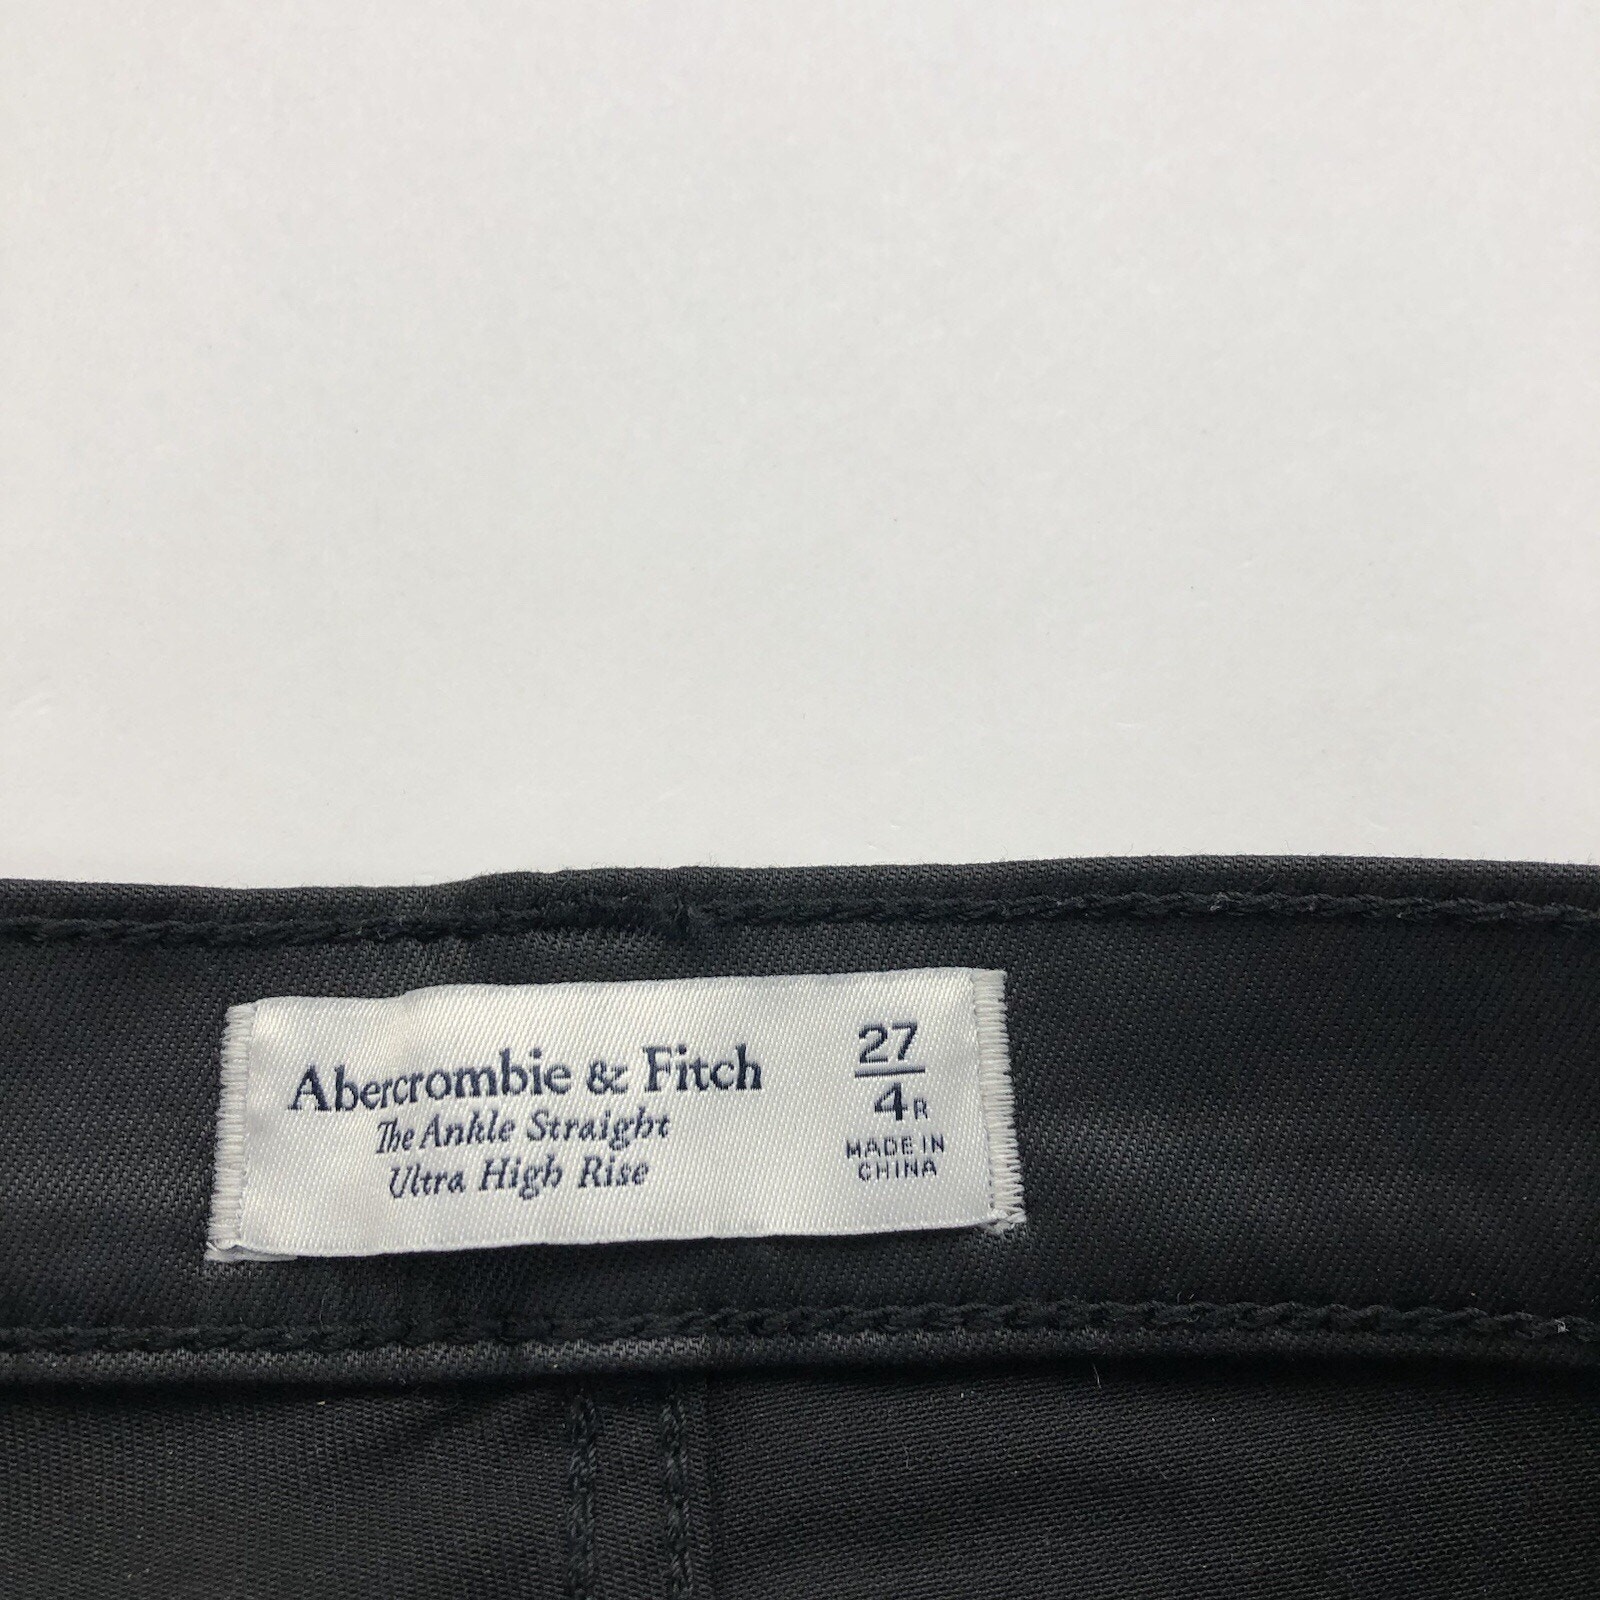 Abercrombie & Fitch
The Ankle Straight
Ultra High Rise
27
4R
MADE IN
CHINA